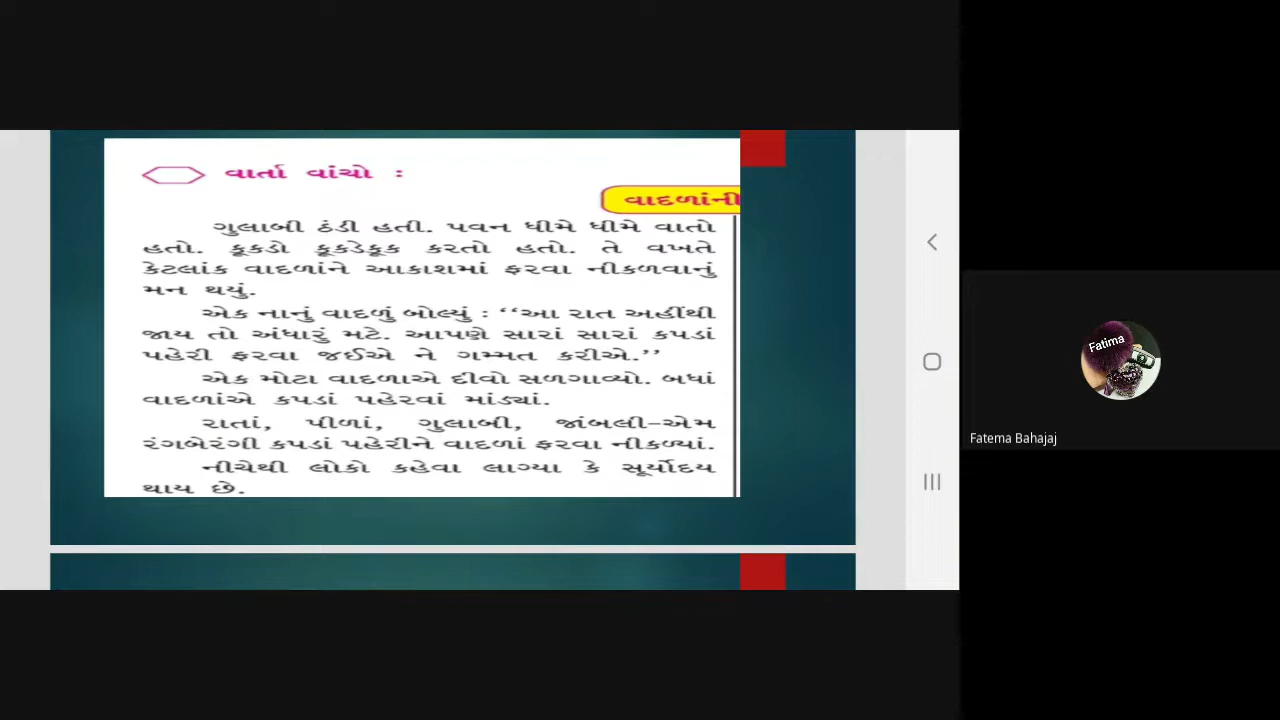 વાર્તા વાંચો :
વાદળાંની
ગુલાબી ઠંડી હતી. પવન ધીમે ધીમે વાતો
હતો. કૂકડો કૂકડેકૂક કરતો હતો. તે વખતે
કેટલાંક વાદળાંને આકાશમાં ફરવા નીકળવાનું
મન થયું.
એક નાનું વાદળું બોલ્યું : ‘‘આ રાત અહીંથી
જાય તો અંધારું મટે. આપણે સારાં સારાં કપડાં
પહેરી ફરવા જઈએ ને ગમ્મત કરીએ.’’
એક મોટા વાદળાએ દીવો સળગાવ્યો. બધાં
વાદળાંએ કપડાં પહેરવાં માંડ્યાં.
રાતાં, પીળાં, ગુલાબી, જાંબલી-એમ
રંગબેરંગી કપડાં પહેરીને વાદળાં ફરવા નીકળ્યાં.
નીચેથી લોકો કહેવા લાગ્યા કે સૂર્યોદય
થાય છે.
Fatima
Fatema Bahajaj